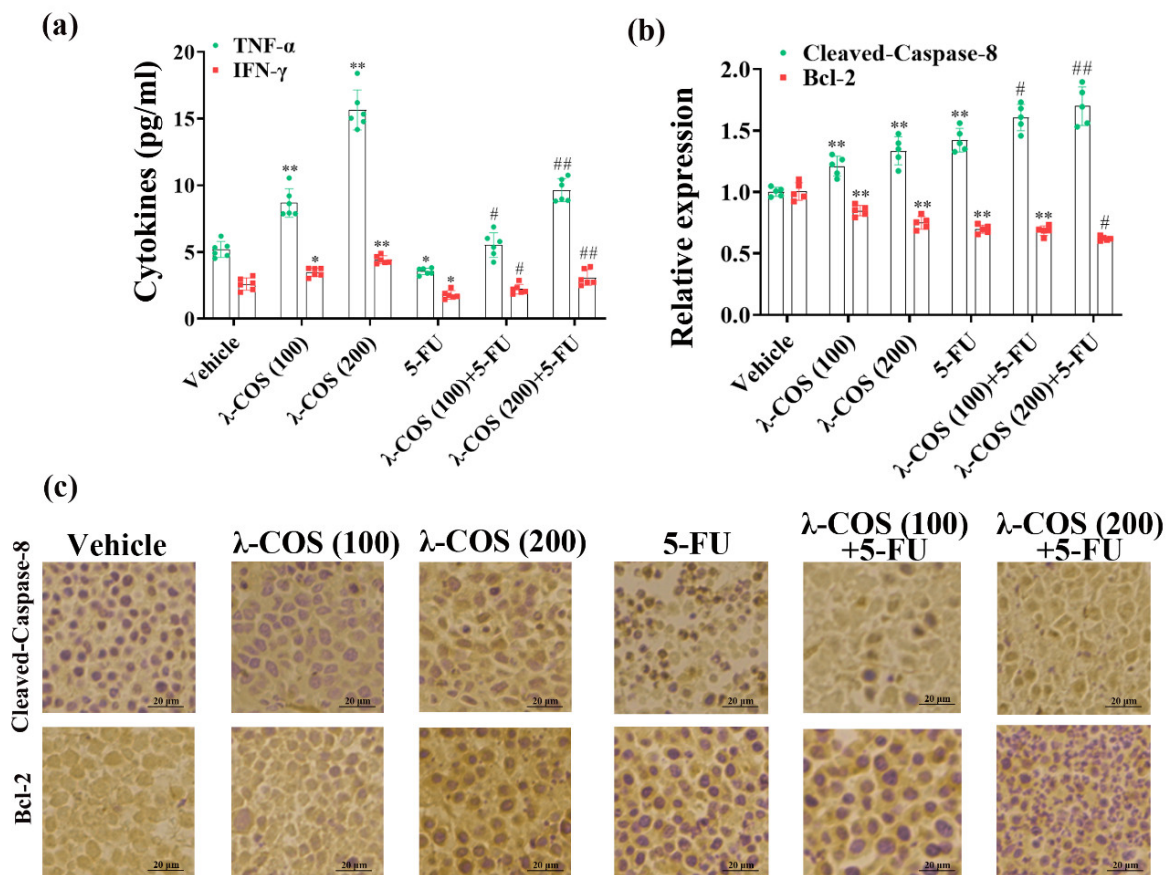 (a)
TNF-α
IFN-γ
Cytokines (pg/ml)
20
15
10
5
0
**
**
*
**
*
*
#
#
##
##
Vehicle
λ-COS (100)
λ-COS (200)
5-FU
λ-COS (100)+5-FU
λ-COS (200)+5-FU
(b)
Cleaved-Caspase-8
Bcl-2
Relative expression
2.0
1.5
1.0
0.5
0.0
**
**
**
**
**
**
#
**
##
#
Vehicle
λ-COS (100)
λ-COS (200)
5-FU
λ-COS (100)+5-FU
λ-COS (200)+5-FU
(c)
Vehicle
λ-COS (100)
λ-COS (200)
5-FU
λ-COS (100)
+5-FU
λ-COS (200)
+5-FU
Cleaved-Caspase-8
20 μm
20 μm
20 μm
20 μm
20 μm
20 μm
Bcl-2
20 μm
20 μm
20 μm
20 μm
20 μm
20 μm